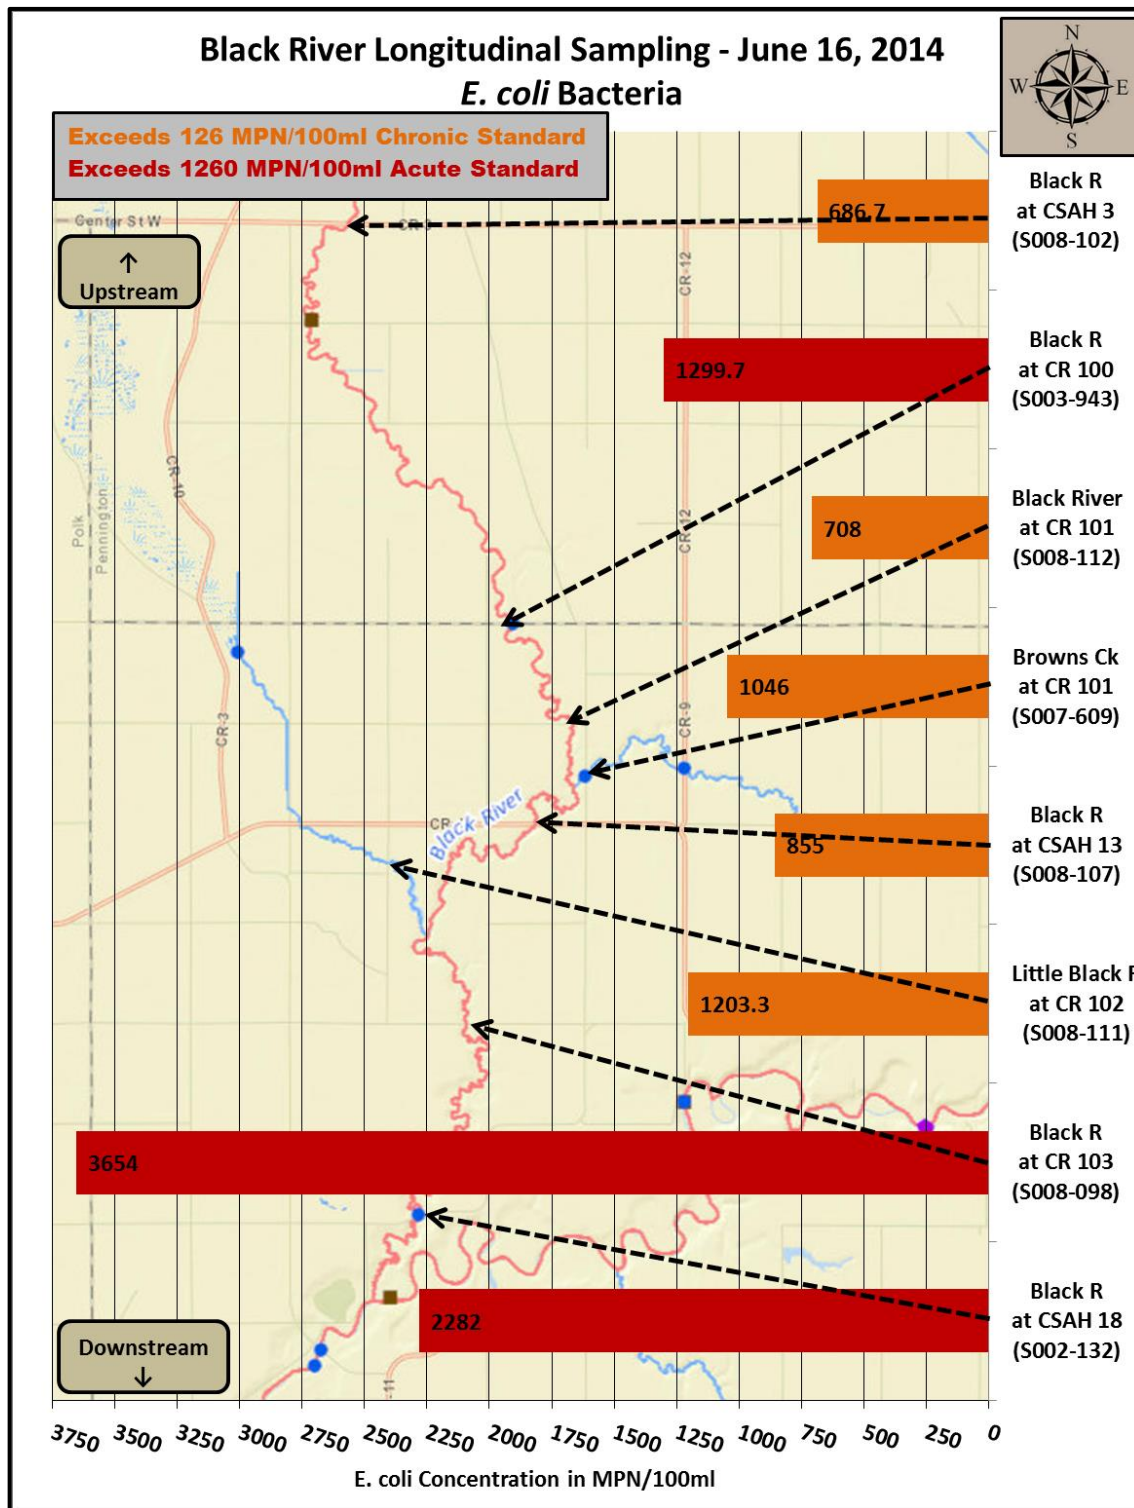 Black River Longitudinal Sampling - June 16, 2014
E. coli Bacteria
N
W E
S
Exceeds 126 MPN/100ml Chronic Standard
Exceeds 1260 MPN/100ml Acute Standard
Center St W
↑
Upstream
686.7
Black R
at CSAH 3
(S008-102)
CR-12
1299.7
Black R
at CR 100
(S003-943)
CR-10
Polk
Pennington
CR-12
708
Black River
at CR 101
(S008-112)
CR-3
CR-9
1046
Browns Ck
at CR 101
(S007-609)
CR
Black River
855
Black R
at CSAH 13
(S008-107)
1203.3
Little Black R
at CR 102
(S008-111)
3654
Black R
at CR 103
(S008-098)
2282
Black R
at CSAH 18
(S002-132)
Downstream
↓
3750 3500 3250 3000 2750 2500 2250 2000 1750 1500 1250 1000 750 500 250 0
E. coli Concentration in MPN/100ml